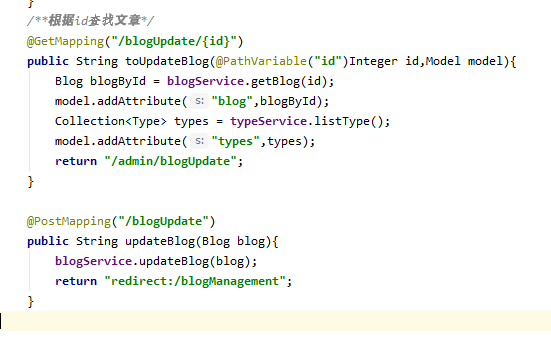 }
/**根据id查找文章*/
@GetMapping("/blogUpdate/{id}")
public String toUpdateBlog(@PathVariable("id")Integer id,Model model){
Blog blogById = blogService.getBlog(id);
model.addAttribute( s: "blog",blogById);
Collection<Type> types = typeService.listType();
model.addAttribute( s: "types",types);
return "/admin/blogUpdate";
}
@PostMapping("/blogUpdate")
public String updateBlog(Blog blog){
blogService.updateBlog(blog);
return "redirect:/blogManagement";
}